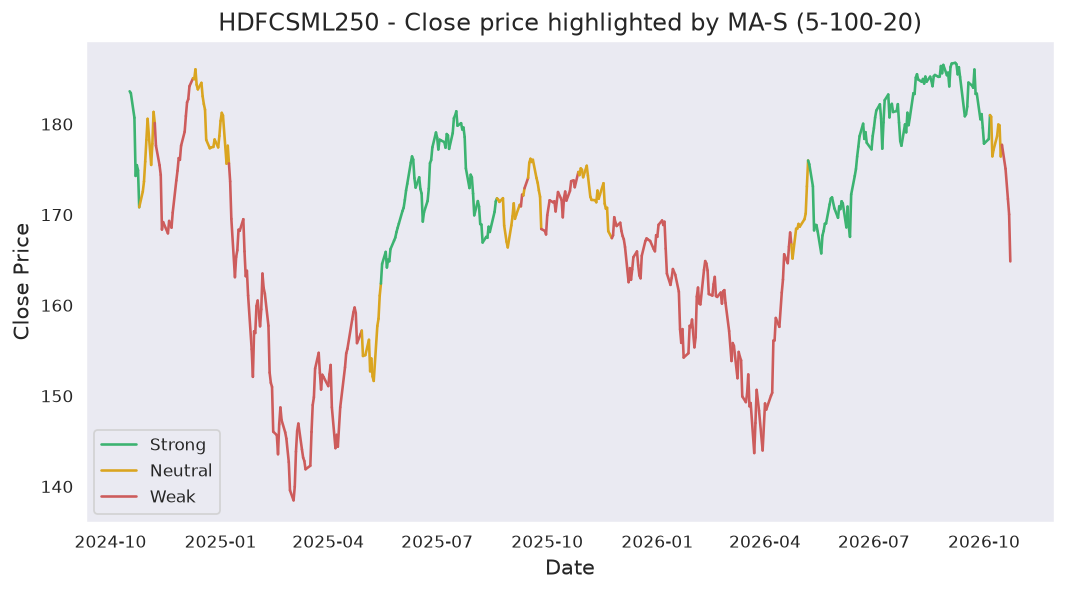 HDFCSML250 - Close price highlighted by MA-S (5-100-20)
Close Price
180
170
160
150
140
Strong
Neutral
Weak
2024-10 2025-01 2025-04 2025-07 2025-10 2026-01 2026-04 2026-07 2026-10
Date